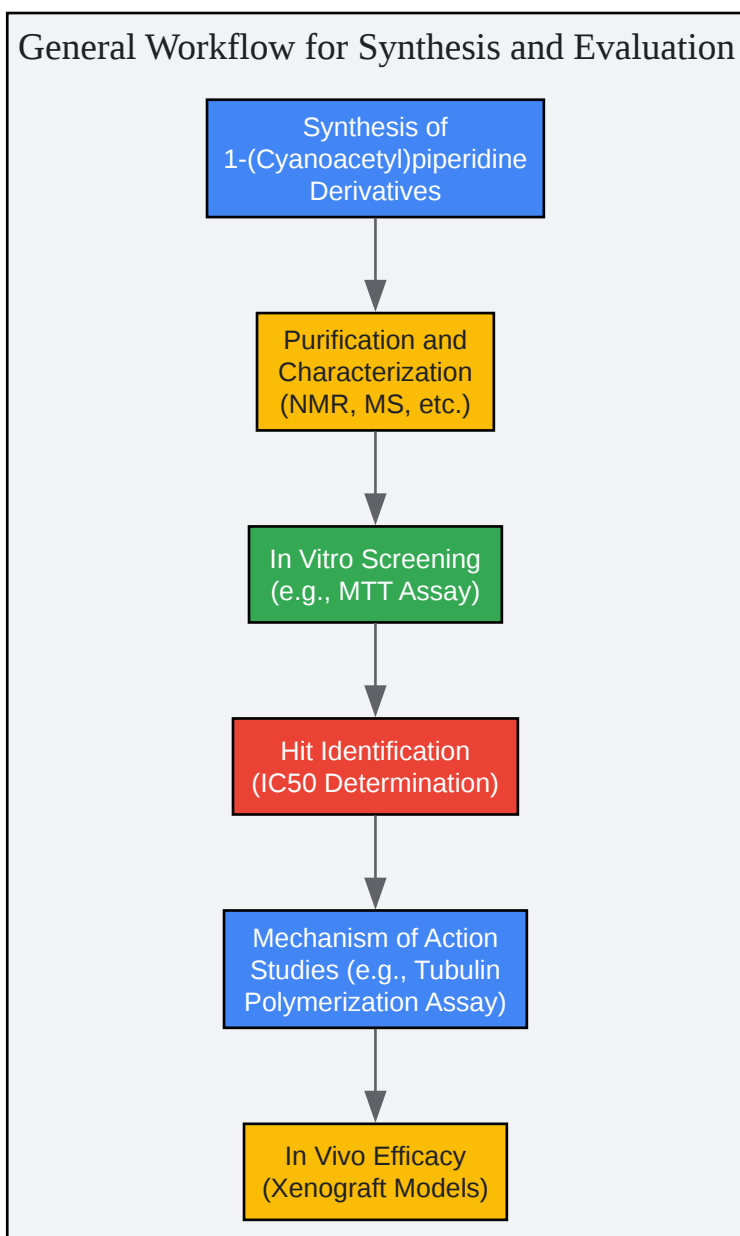 General Workflow for Synthesis and Evaluation
Synthesis of
1-(Cyanoacetyl)piperidine
Derivatives
Purification and
Characterization
(NMR, MS, etc.)
In Vitro Screening
(e.g., MTT Assay)
Hit Identification
(IC50 Determination)
Mechanism of Action
Studies (e.g., Tubulin
Polymerization Assay)
In Vivo Efficacy
(Xenograft Models)